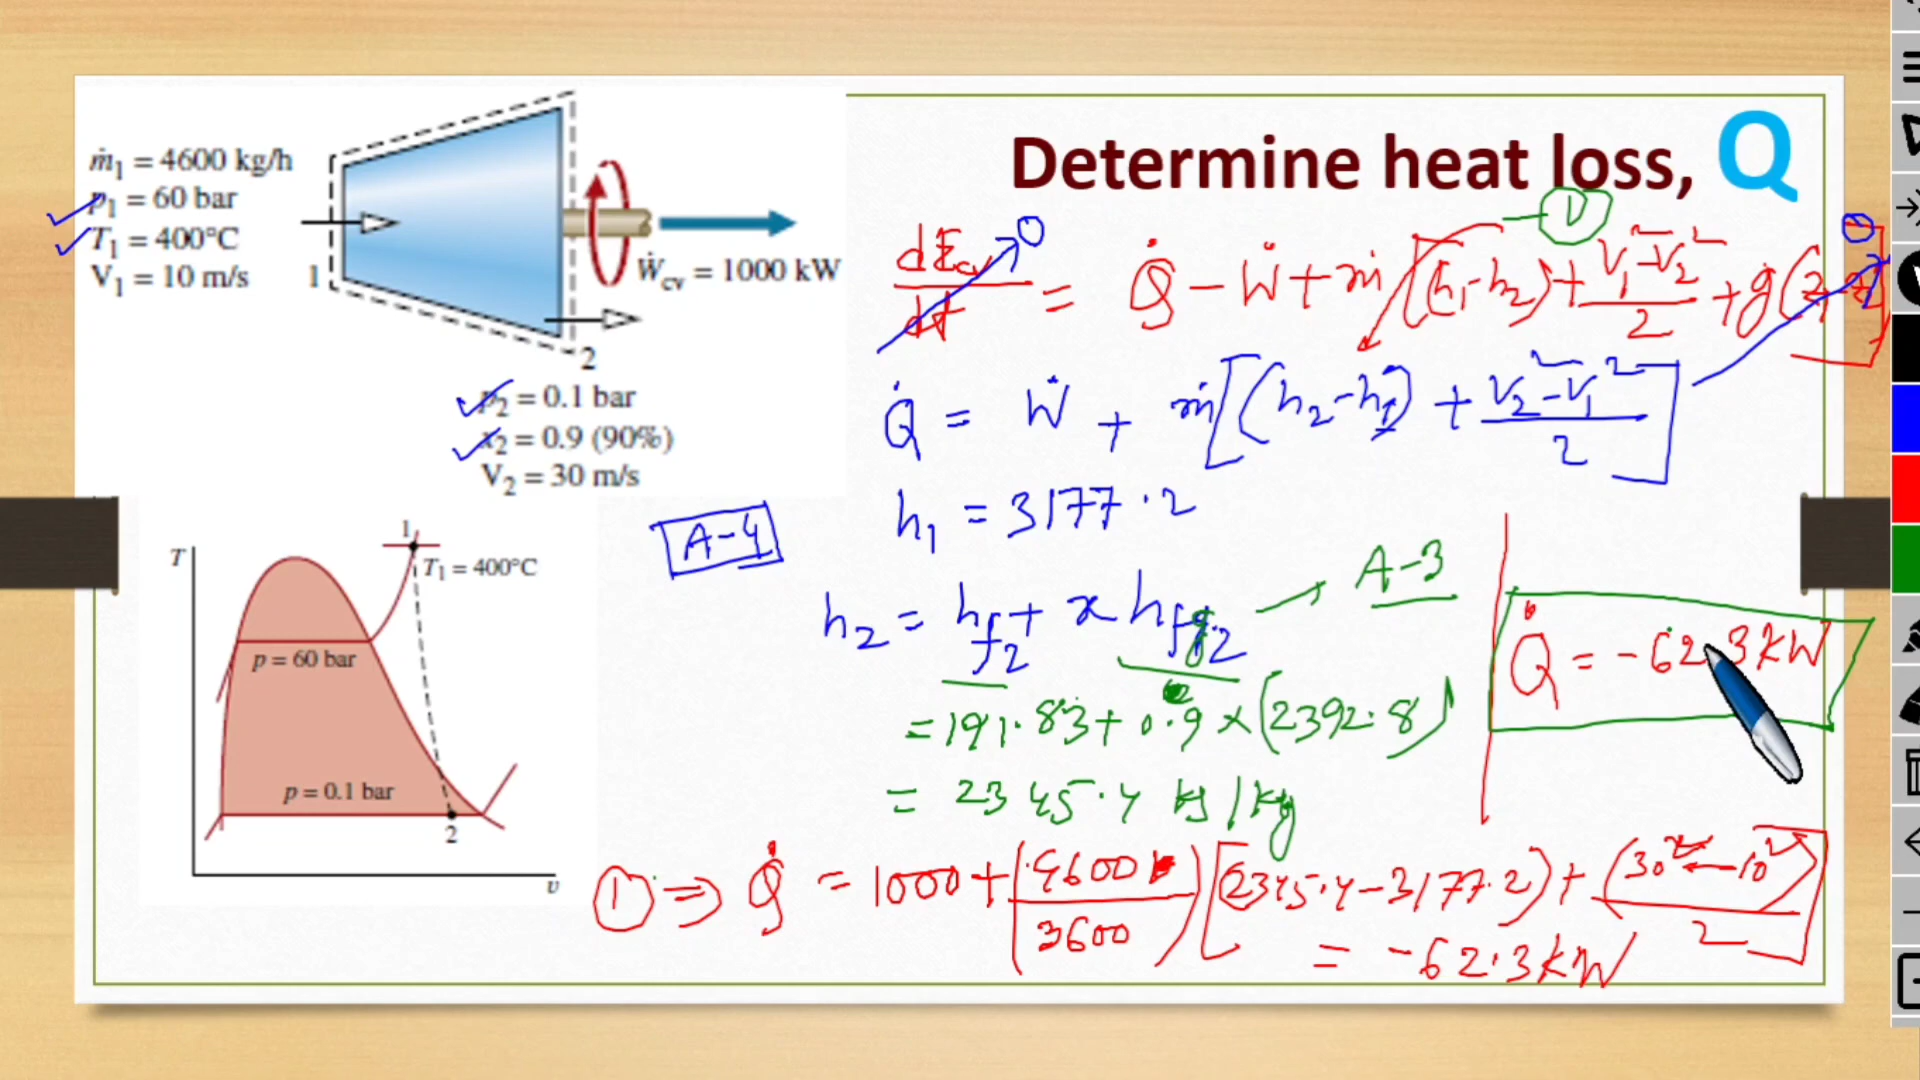 Determine heat loss, Q
ṁ₁ = 4600 kg/h
p₁ = 60 bar
T₁ = 400°C
V₁ = 10 m/s
1
Ẇcv = 1000 kW
2
p₂ = 0.1 bar
x₂ = 0.9 (90%)
V₂ = 30 m/s
T
1
T₁ = 400°C
p = 60 bar
p = 0.1 bar
2
v
A-4
dEcv/dt = Q̇ - Ẇ + ṁ[(h₁-h₂) + (V₁²-V₂²)/2 + g(z₁-z₂)]
0
0
Q̇ = Ẇ + ṁ[(h₂-h₁) + (V₂²-V₁²)/2]
h₁ = 3177.2
h₂ = hf₂ + x hfg₂
A-3
= 191.83 + 0.9 × (2392.8)
= 2345.4 kJ/kg
Q̇ = -62.3 kW
① ⇒ Q̇ = 1000 + (4600/3600) [(2345.4-3177.2) + (30²-10²)/2]
= -62.3 kW